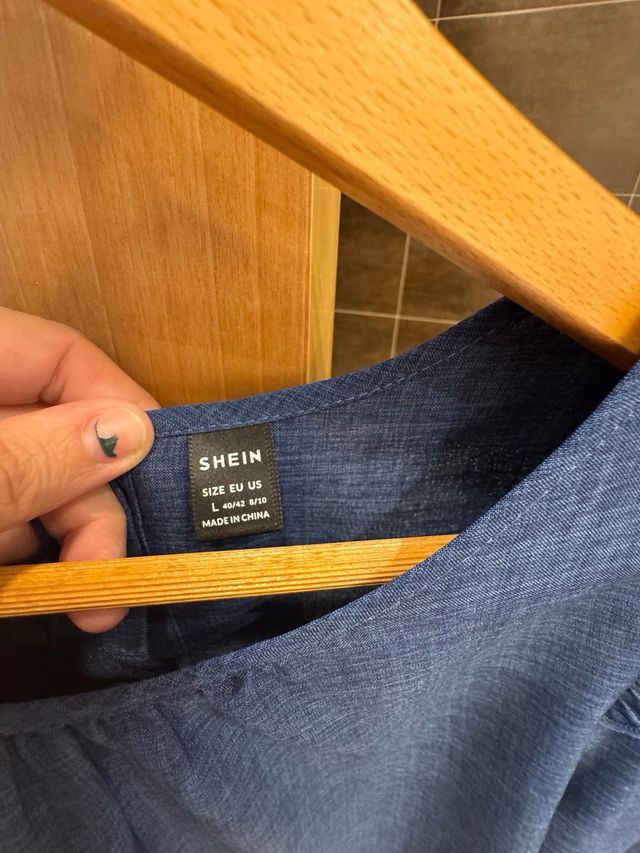 SHEIN
SIZE EU US
L 40/42 8/10
MADE IN CHINA